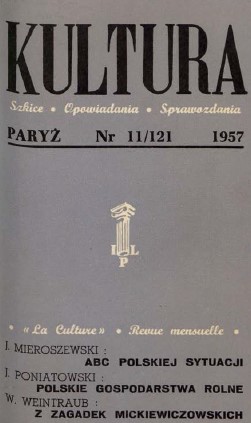 KULTURA
Szkice • Opowiadania • Sprawozdania
PARYŻ Nr 11/121 1957
I L
P
• «La Culture» • Revue mensuelle •
J. MIEROSZEWSKI :
ABC POLSKIEJ SYTUACJI
J. PONIATOWSKI :
POLSKIE GOSPODARSTWA ROLNE
W. WEINTRAUB :
Z ZAGADEK MICKIEWICZOWSKICH